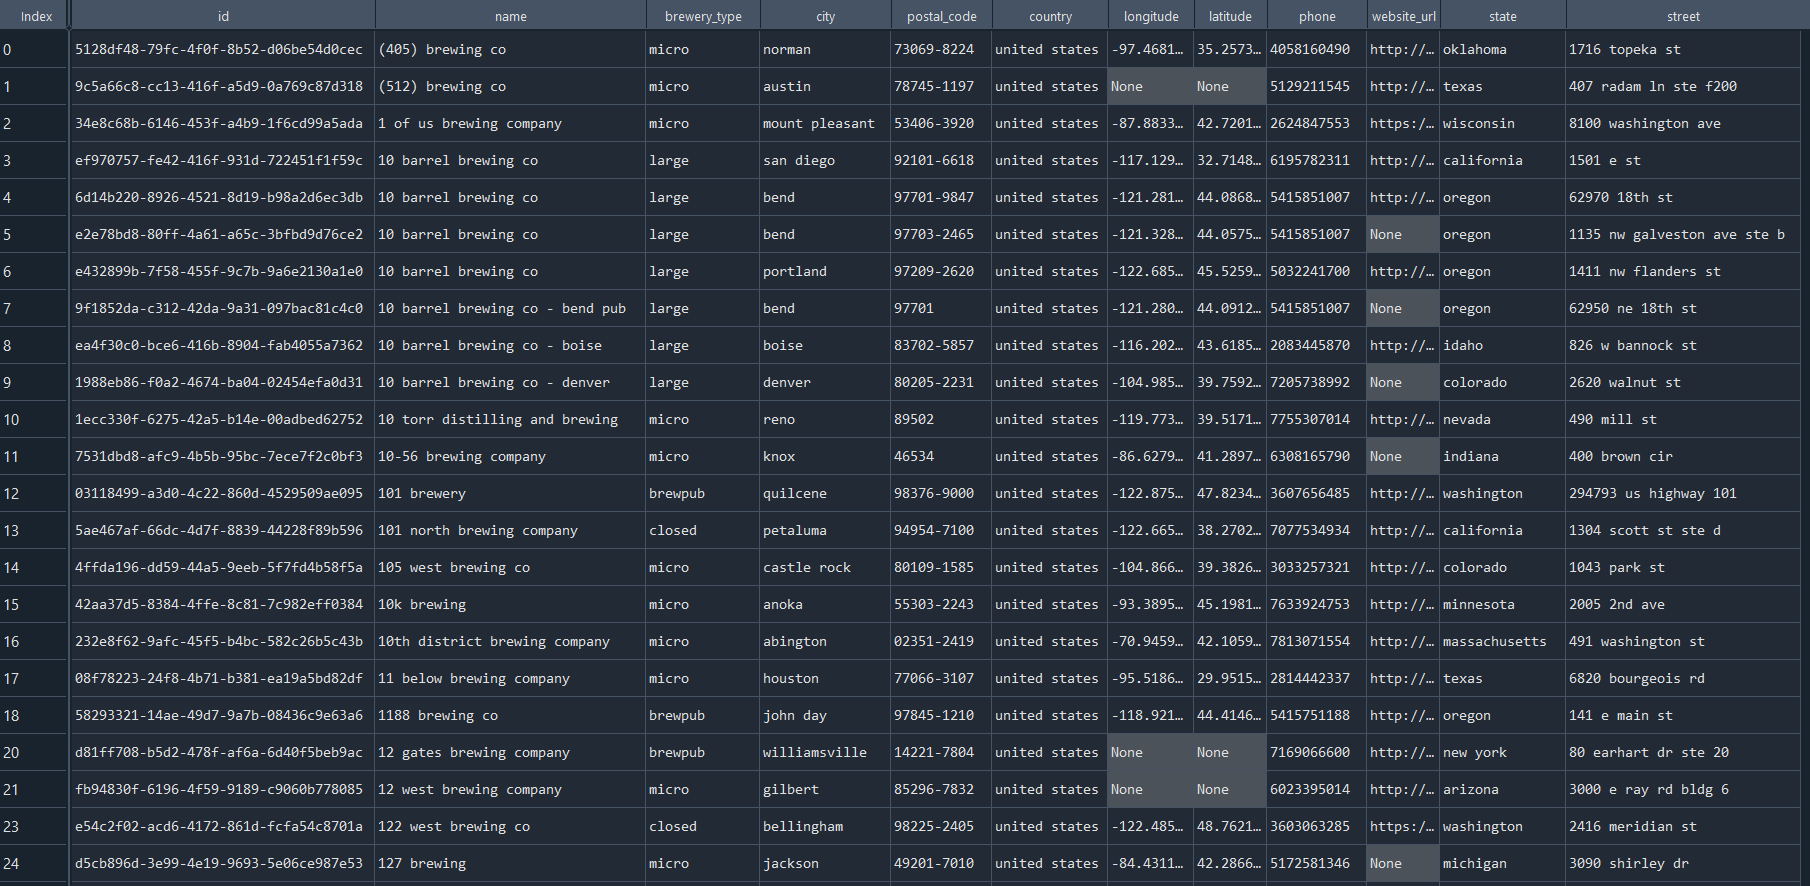 Index id name brewery_type city postal_code country longitude latitude phone website_url state street
0 5128df48-79fc-4f0f-8b52-d06be54d0cec (405) brewing co micro norman 73069-8224 united states -97.4681… 35.2573… 4058160490 http://… oklahoma 1716 topeka st
1 9c5a66c8-cc13-416f-a5d9-0a769c87d318 (512) brewing co micro austin 78745-1197 united states None None 5129211545 http://… texas 407 radam ln ste f200
2 34e8c68b-6146-453f-a4b9-1f6cd99a5ada 1 of us brewing company micro mount pleasant 53406-3920 united states -87.8833… 42.7201… 2624847553 https:/… wisconsin 8100 washington ave
3 ef970757-fe42-416f-931d-722451f1f59c 10 barrel brewing co large san diego 92101-6618 united states -117.129… 32.7148… 6195782311 http://… california 1501 e st
4 6d14b220-8926-4521-8d19-b98a2d6ec3db 10 barrel brewing co large bend 97701-9847 united states -121.281… 44.0868… 5415851007 http://… oregon 62970 18th st
5 e2e78bd8-80ff-4a61-a65c-3bfbd9d76ce2 10 barrel brewing co large bend 97703-2465 united states -121.328… 44.0575… 5415851007 None oregon 1135 nw galveston ave ste b
6 e432899b-7f58-455f-9c7b-9a6e2130a1e0 10 barrel brewing co large portland 97209-2620 united states -122.685… 45.5259… 5032241700 http://… oregon 1411 nw flanders st
7 9f1852da-c312-42da-9a31-097bac81c4c0 10 barrel brewing co - bend pub large bend 97701 united states -121.280… 44.0912… 5415851007 None oregon 62950 ne 18th st
8 ea4f30c0-bce6-416b-8904-fab4055a7362 10 barrel brewing co - boise large boise 83702-5857 united states -116.202… 43.6185… 2083445870 http://… idaho 826 w bannock st
9 1988eb86-f0a2-4674-ba04-02454efa0d31 10 barrel brewing co - denver large denver 80205-2231 united states -104.985… 39.7592… 7205738992 None colorado 2620 walnut st
10 1ecc330f-6275-42a5-b14e-00adbed62752 10 torr distilling and brewing micro reno 89502 united states -119.773… 39.5171… 7755307014 http://… nevada 490 mill st
11 7531dbd8-afc9-4b5b-95bc-7ece7f2c0bf3 10-56 brewing company micro knox 46534 united states -86.6279… 41.2897… 6308165790 None indiana 400 brown cir
12 03118499-a3d0-4c22-860d-4529509ae095 101 brewery brewpub quilcene 98376-9000 united states -122.875… 47.8234… 3607656485 http://… washington 294793 us highway 101
13 5ae467af-66dc-4d7f-8839-44228f89b596 101 north brewing company closed petaluma 94954-7100 united states -122.665… 38.2702… 7077534934 http://… california 1304 scott st ste d
14 4ffda196-dd59-44a5-9eeb-5f7fd4b58f5a 105 west brewing co micro castle rock 80109-1585 united states -104.866… 39.3826… 3033257321 http://… colorado 1043 park st
15 42aa37d5-8384-4ffe-8c81-7c982eff0384 10k brewing micro anoka 55303-2243 united states -93.3895… 45.1981… 7633924753 http://… minnesota 2005 2nd ave
16 232e8f62-9afc-45f5-b4bc-582c26b5c43b 10th district brewing company micro abington 02351-2419 united states -70.9459… 42.1059… 7813071554 http://… massachusetts 491 washington st
17 08f78223-24f8-4b71-b381-ea19a5bd82df 11 below brewing company micro houston 77066-3107 united states -95.5186… 29.9515… 2814442337 http://… texas 6820 bourgeois rd
18 58293321-14ae-49d7-9a7b-08436c9e63a6 1188 brewing co brewpub john day 97845-1210 united states -118.921… 44.4146… 5415751188 http://… oregon 141 e main st
20 d81ff708-b5d2-478f-af6a-6d40f5beb9ac 12 gates brewing company brewpub williamsville 14221-7804 united states None None 7169066600 http://… new york 80 earhart dr ste 20
21 fb94830f-6196-4f59-9189-c9060b778085 12 west brewing company micro gilbert 85296-7832 united states None None 6023395014 http://… arizona 3000 e ray rd bldg 6
23 e54c2f02-acd6-4172-861d-fcfa54c8701a 122 west brewing co closed bellingham 98225-2405 united states -122.485… 48.7621… 3603063285 https:/… washington 2416 meridian st
24 d5cb896d-3e99-4e19-9693-5e06ce987e53 127 brewing micro jackson 49201-7010 united states -84.4311… 42.2866… 5172581346 None michigan 3090 shirley dr